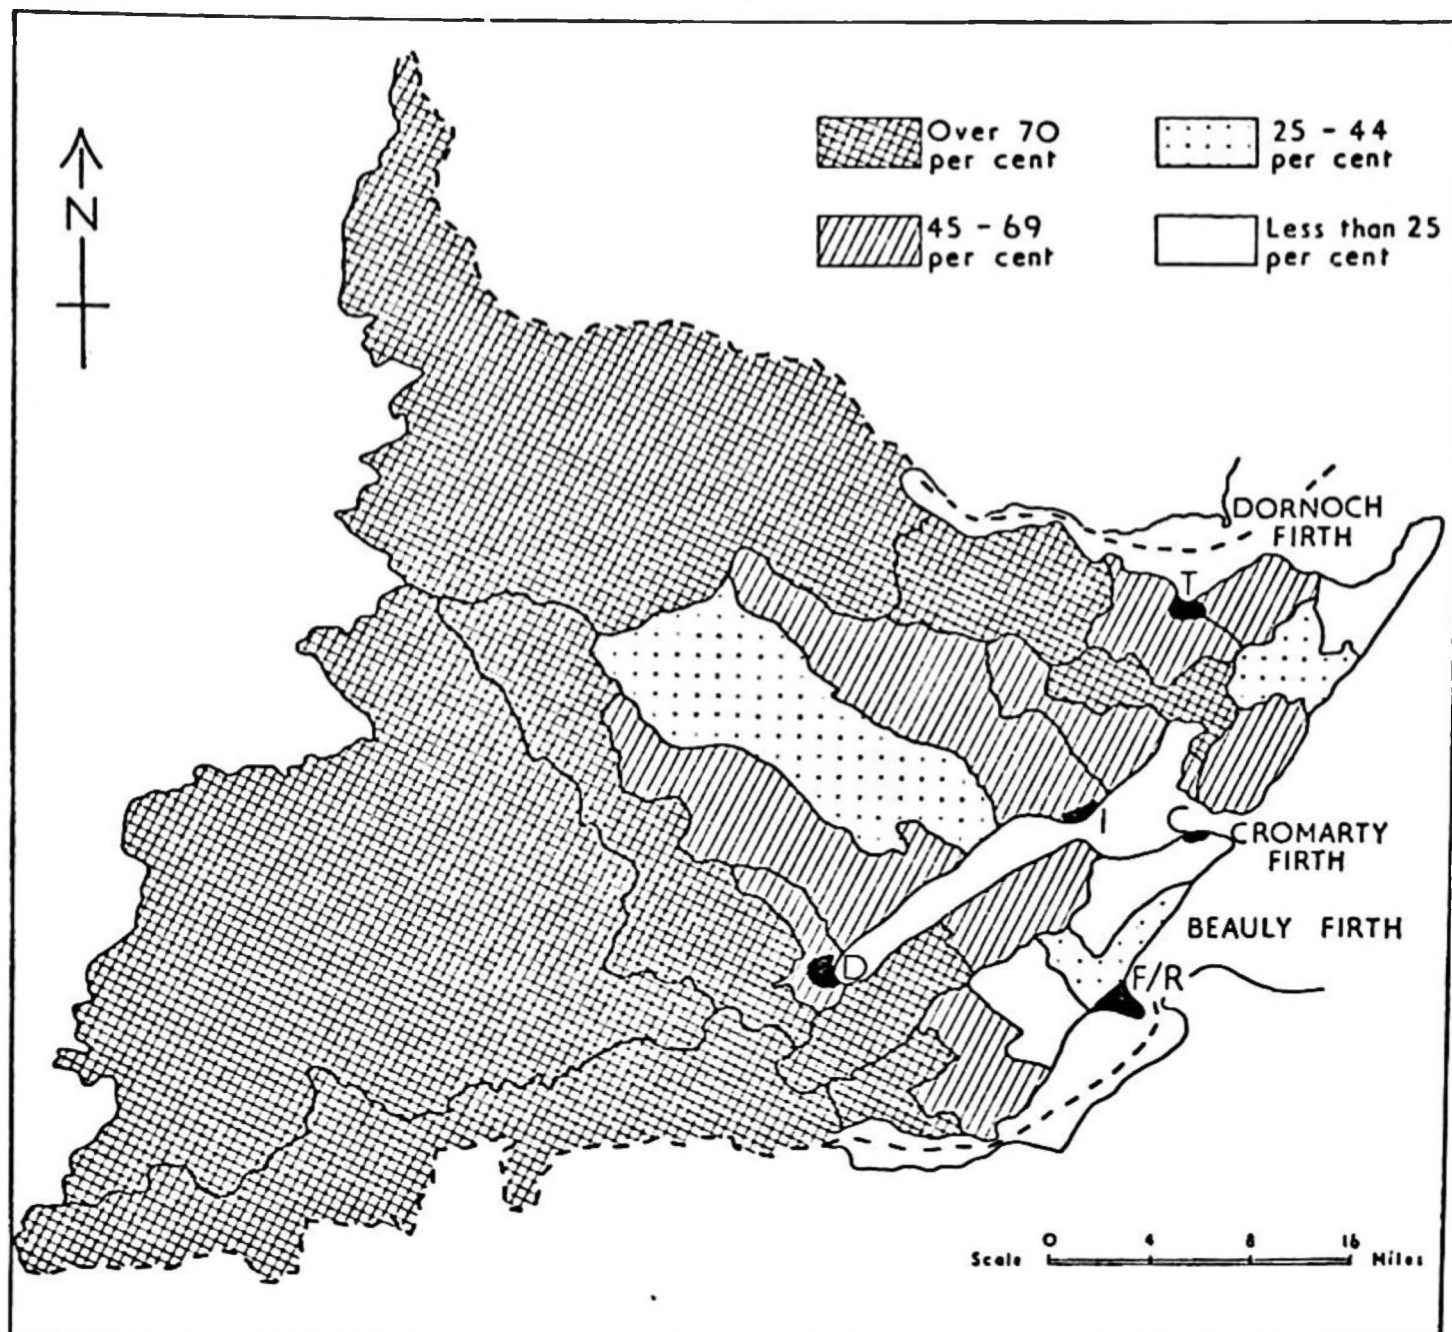 Over 70
per cent
25 - 44
per cent
45 - 69
per cent
Less than 25
per cent
N
DORNOCH
FIRTH
T
I
C
CROMARTY
FIRTH
BEAULY FIRTH
D
F/R
Scale
0 4 8 16
Miles